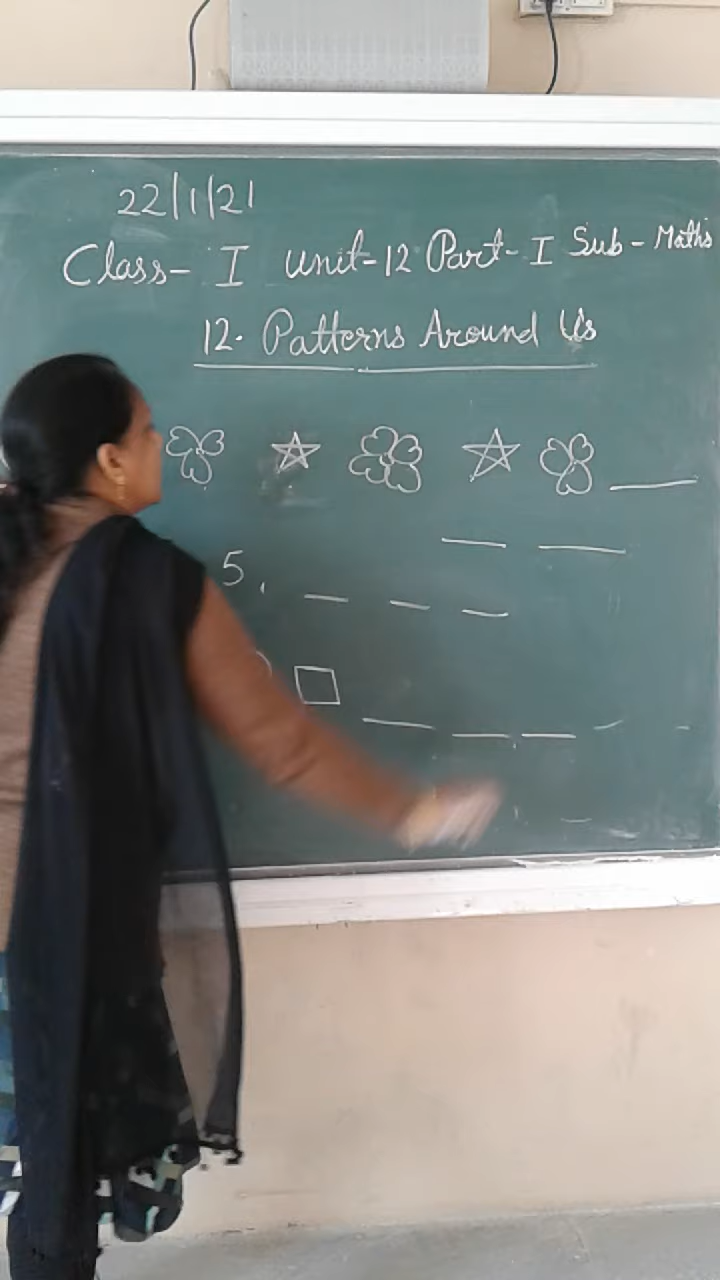 22/1/21
Class- I Unit-12 Part- I Sub- Maths
12. Patterns Around Us
5,